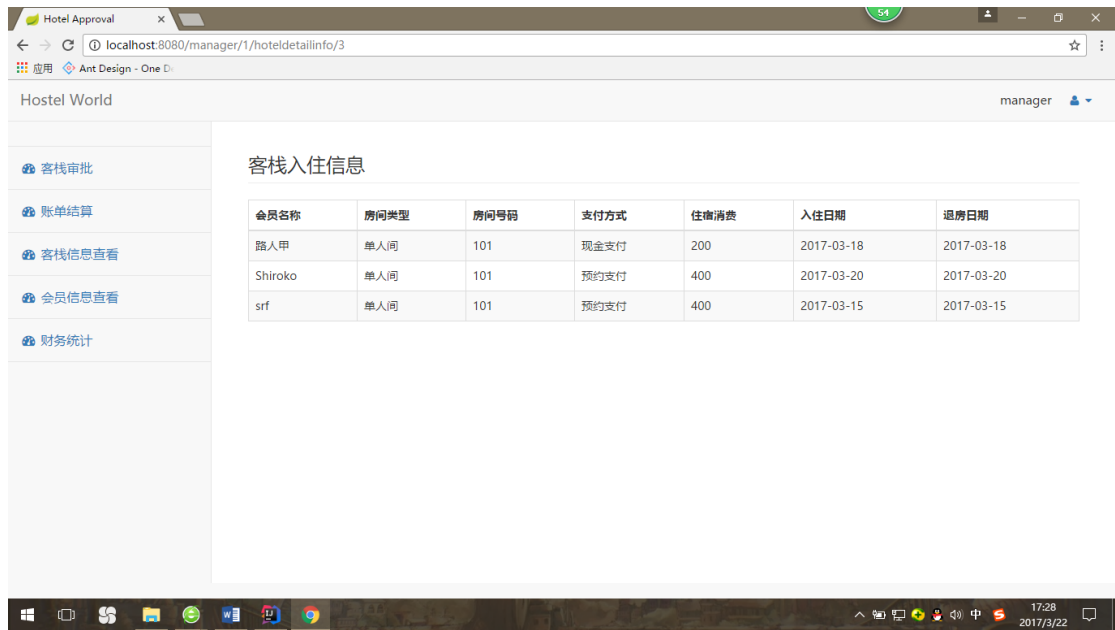 Hotel Approval
54
localhost:8080/manager/1/hoteldetailinfo/3
应用 Ant Design - One D
Hostel World manager
客栈审批
账单结算
客栈信息查看
会员信息查看
财务统计
客栈入住信息
会员名称 房间类型 房间号码 支付方式 住宿消费 入住日期 退房日期
路人甲 单人间 101 现金支付 200 2017-03-18 2017-03-18
Shiroko 单人间 101 预约支付 400 2017-03-20 2017-03-20
srf 单人间 101 预约支付 400 2017-03-15 2017-03-15
中 17:28
2017/3/22